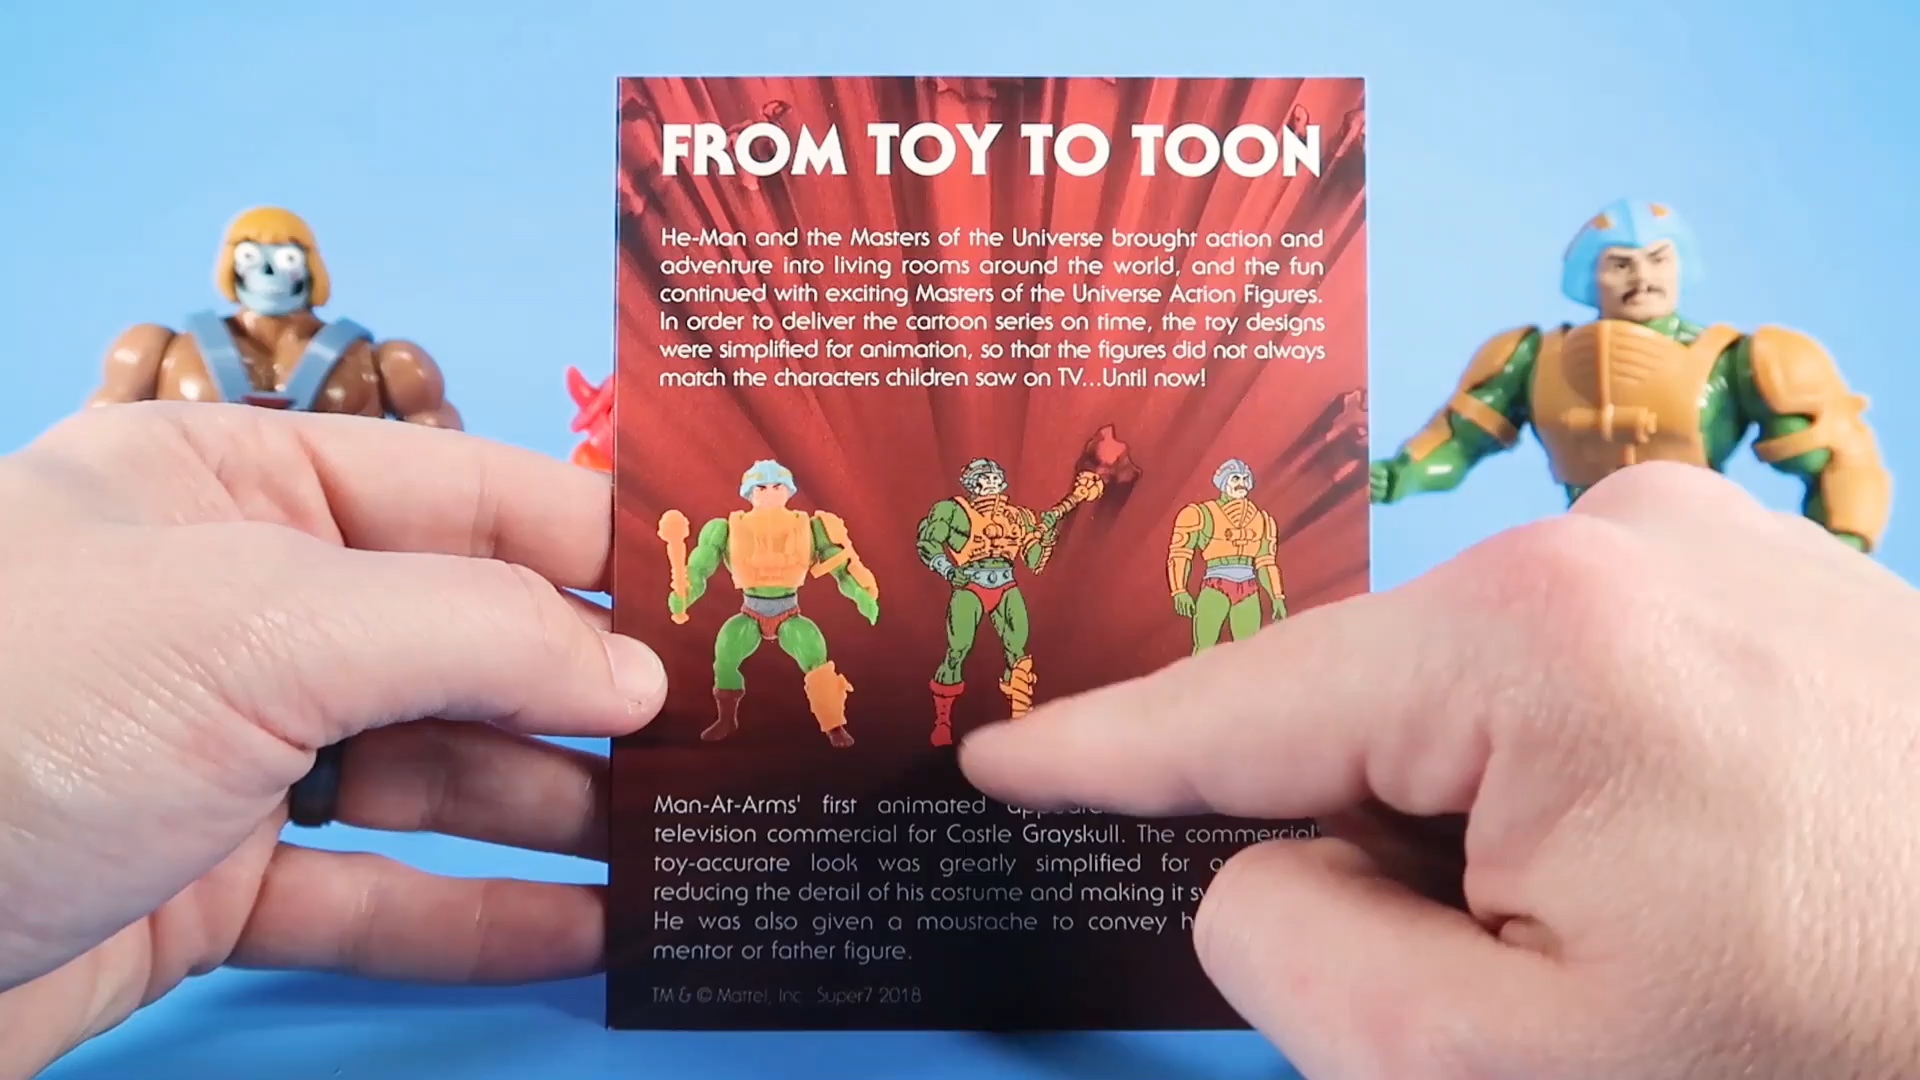 FROM TOY TO TOON
He-Man and the Masters of the Universe brought action and
adventure into living rooms around the world, and the fun
continued with exciting Masters of the Universe Action Figures.
In order to deliver the cartoon series on time, the toy designs
were simplified for animation, so that the figures did not always
match the characters children saw on TV...Until now!
Man-At-Arms' first animated
television commercial for Castle Grayskull. The commercial'
toy-accurate look was greatly simplified for
reducing the detail of his costume and making it
He was also given a moustache to convey
mentor or father figure.
TM & © Mattel, Inc. Super7 2018